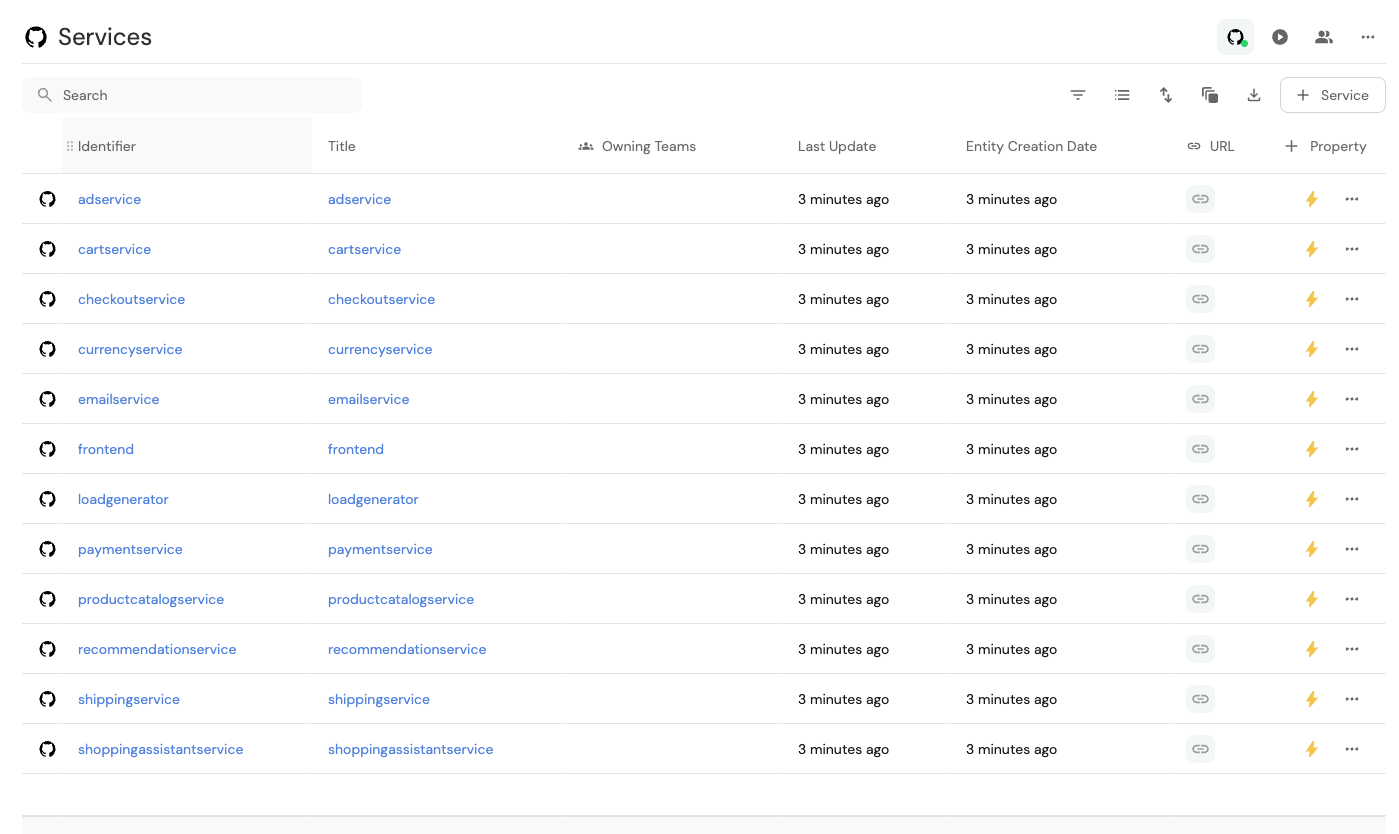 Services
Search
Service
Identifier Title Owning Teams Last Update Entity Creation Date URL Property
adservice adservice 3 minutes ago 3 minutes ago
cartservice cartservice 3 minutes ago 3 minutes ago
checkoutservice checkoutservice 3 minutes ago 3 minutes ago
currencyservice currencyservice 3 minutes ago 3 minutes ago
emailservice emailservice 3 minutes ago 3 minutes ago
frontend frontend 3 minutes ago 3 minutes ago
loadgenerator loadgenerator 3 minutes ago 3 minutes ago
paymentservice paymentservice 3 minutes ago 3 minutes ago
productcatalogservice productcatalogservice 3 minutes ago 3 minutes ago
recommendationservice recommendationservice 3 minutes ago 3 minutes ago
shippingservice shippingservice 3 minutes ago 3 minutes ago
shoppingassistantservice shoppingassistantservice 3 minutes ago 3 minutes ago